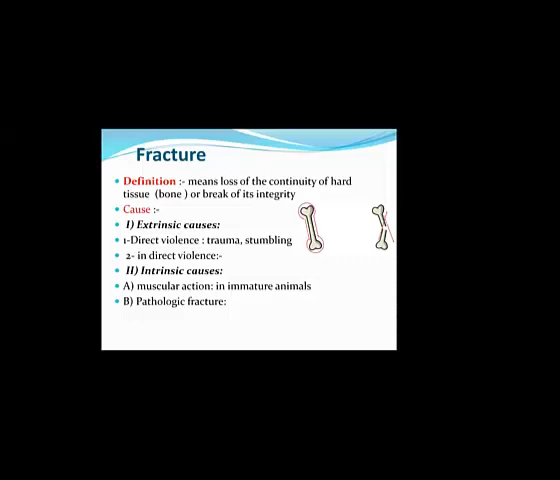 Fracture
Definition :- means loss of the continuity of hard
tissue (bone ) or break of its integrity
Cause :-
I) Extrinsic causes:
1-Direct violence : trauma, stumbling
2- in direct violence:-
II) Intrinsic causes:
A) muscular action: in immature animals
B) Pathologic fracture: